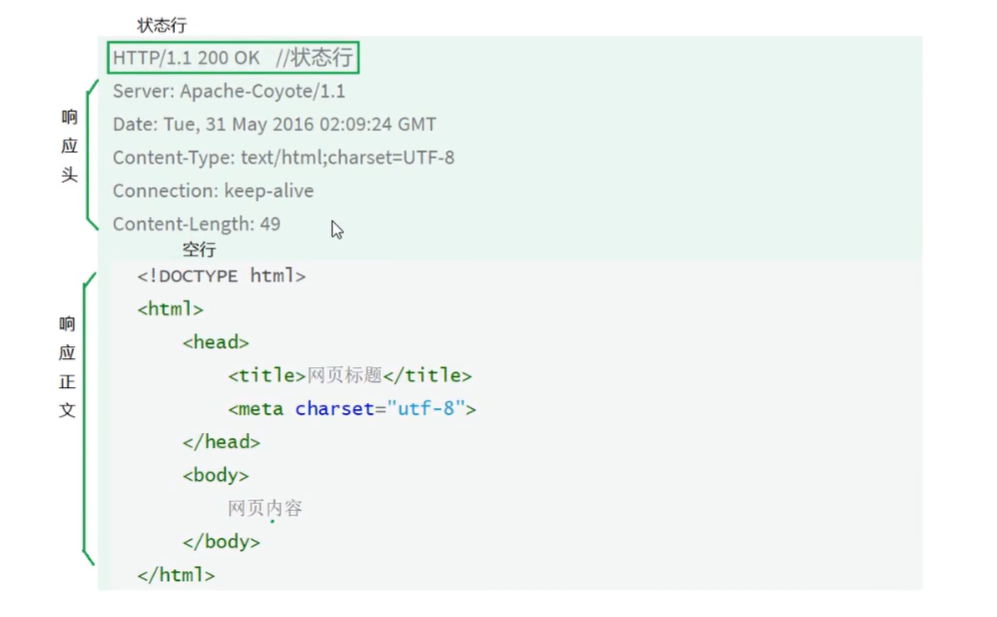 状态行
HTTP/1.1 200 OK //状态行
Server: Apache-Coyote/1.1
Date: Tue, 31 May 2016 02:09:24 GMT
Content-Type: text/html;charset=UTF-8
Connection: keep-alive
Content-Length: 49
响应头
空行
<!DOCTYPE html>
<html>
<head>
<title>网页标题</title>
<meta charset="utf-8">
</head>
<body>
网页内容
</body>
</html>
响应正文